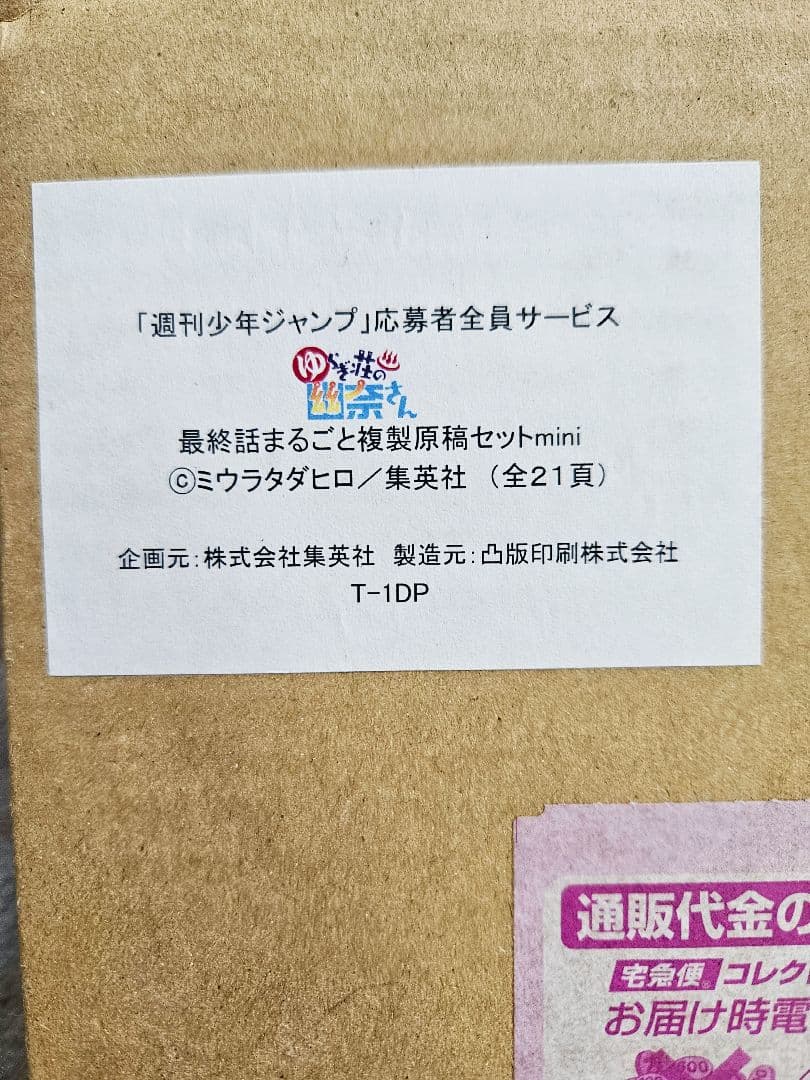 「週刊少年ジャンプ」応募者全員サービス
ゆらぎ荘の
幽奈さん
最終話まるごと複製原稿セットmini
©ミウラタダヒロ／集英社 （全21頁）
企画元：株式会社集英社 製造元：凸版印刷株式会社
T-1DP
通販代金の
宅急便コレク
お届け時電